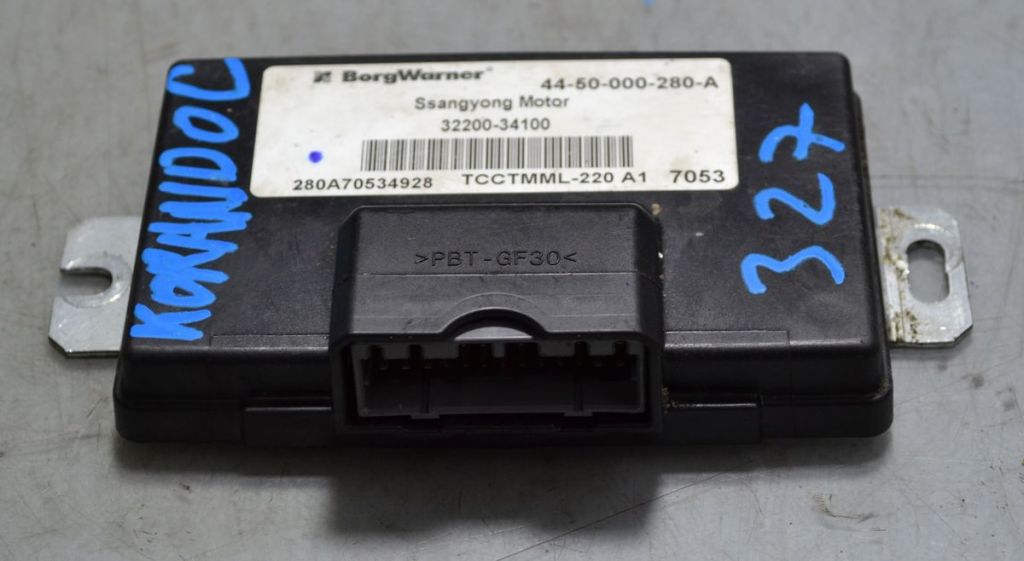 BorgWarner
44-50-000-280-A
Ssangyong Motor
32200-34100
280A70534928 TCCTMML-220 A1 7053
>PBT-GF30<
KORANDO C
327